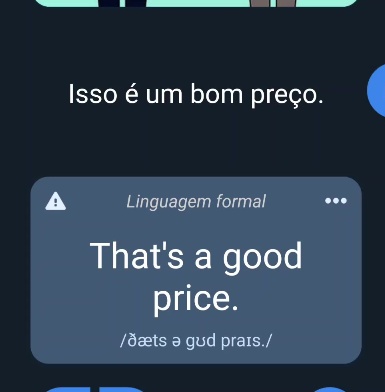 Isso é um bom preço.
Linguagem formal
That's a good
price.
/ðæts ə gʊd praɪs./